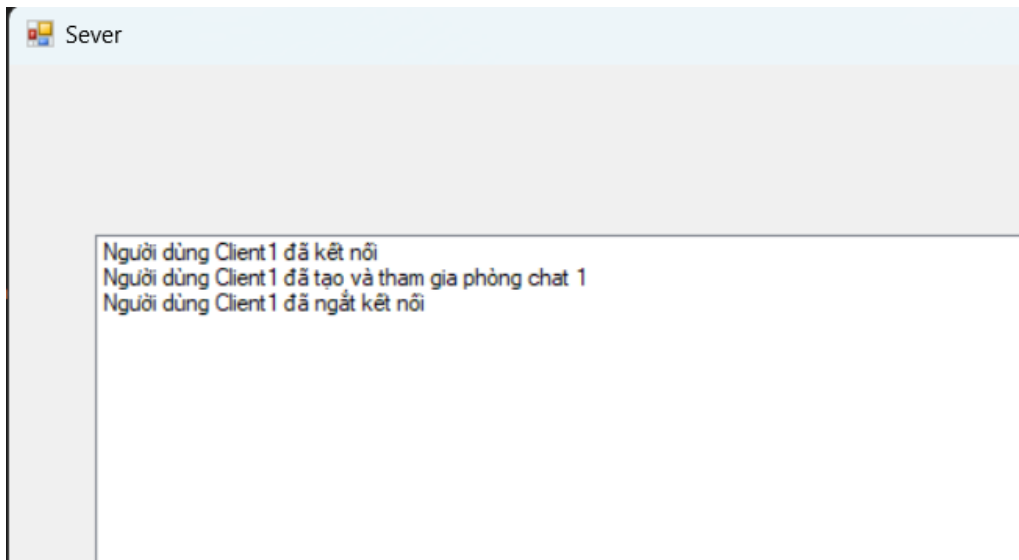 Sever
Người dùng Client1 đã kết nối
Người dùng Client1 đã tạo và tham gia phòng chat 1
Người dùng Client1 đã ngắt kết nối